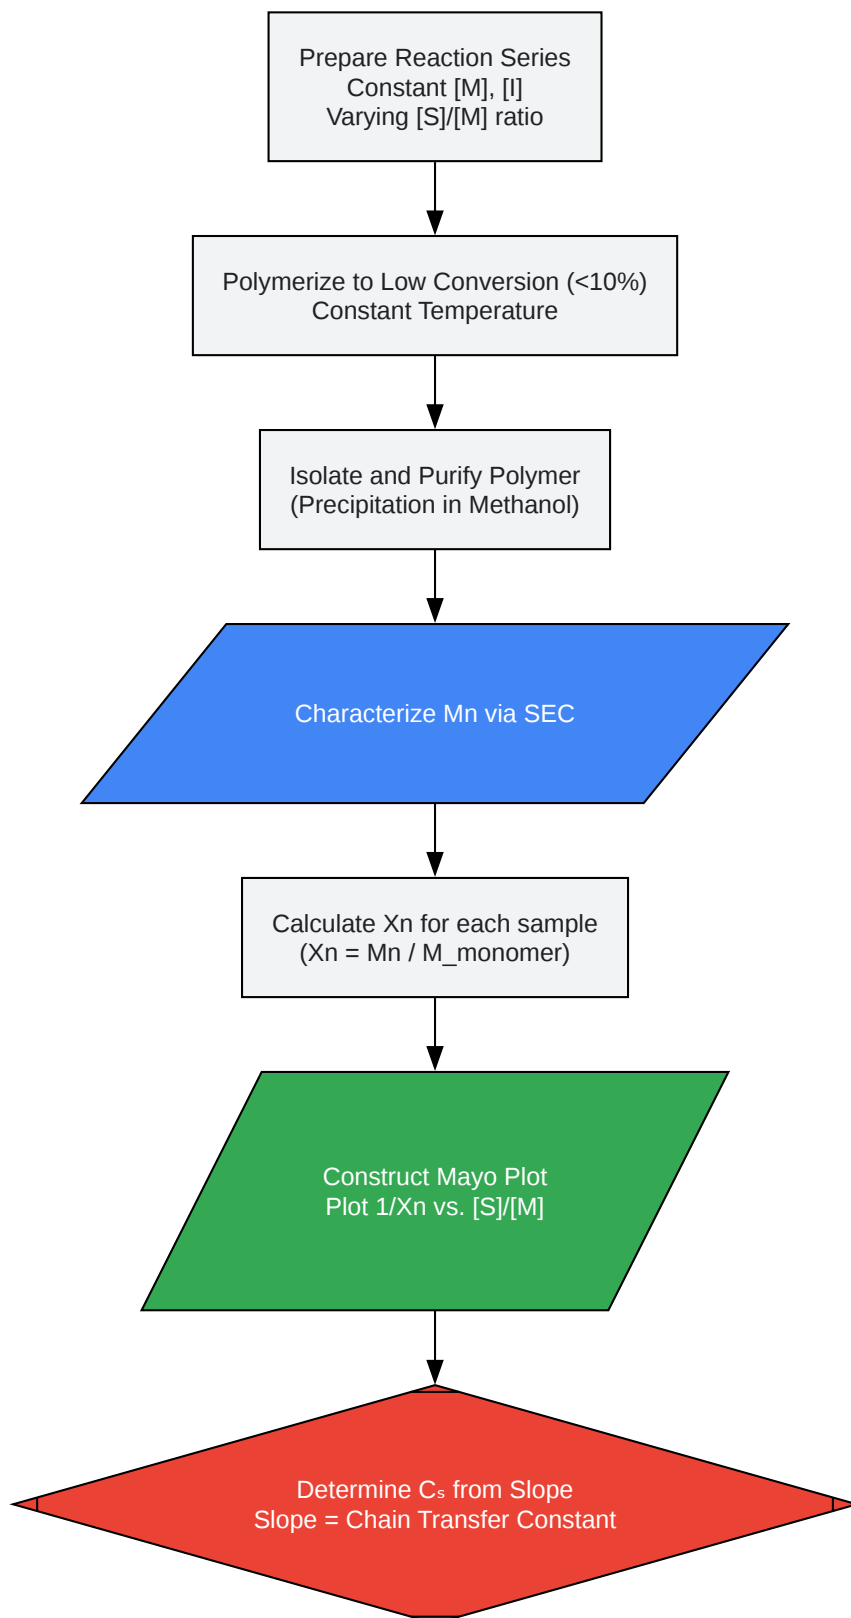 Prepare Reaction Series
Constant [M], [I]
Varying [S]/[M] ratio
Polymerize to Low Conversion (<10%)
Constant Temperature
Isolate and Purify Polymer
(Precipitation in Methanol)
Characterize Mn via SEC
Calculate Xn for each sample
(Xn = Mn / M_monomer)
Construct Mayo Plot
Plot 1/Xn vs. [S]/[M]
Determine Cₛ from Slope
Slope = Chain Transfer Constant